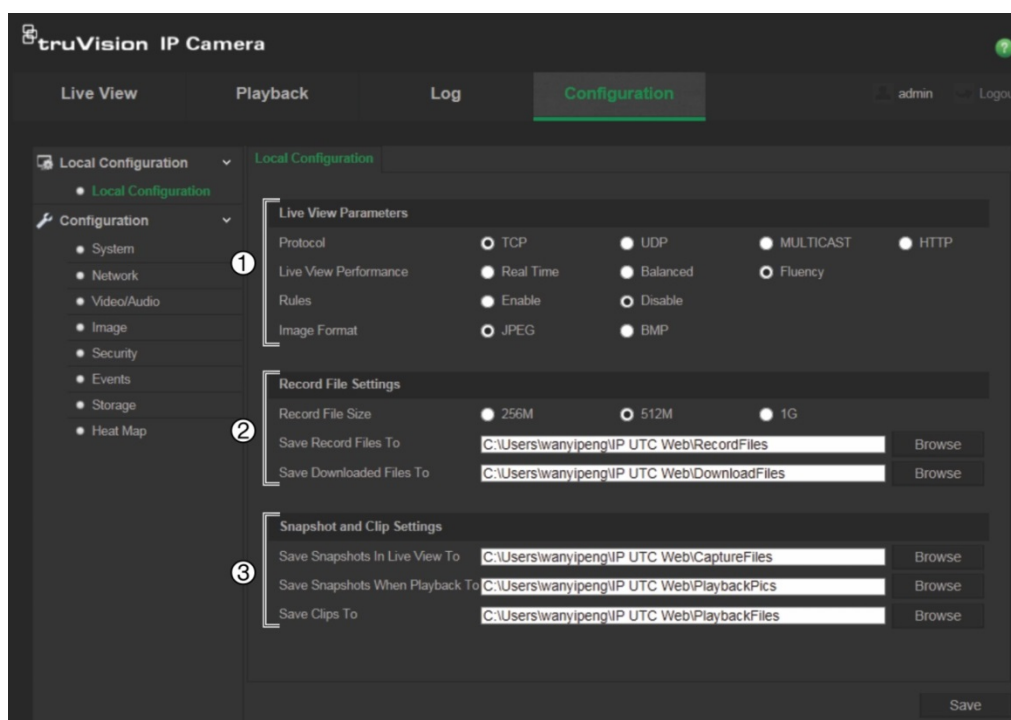 truVision IP Camera
?
Live View Playback Log Configuration admin Logou
Local Configuration
Local Configuration
Configuration
System
Network
Video/Audio
Image
Security
Events
Storage
Heat Map
Local Configuration
1
Live View Parameters
Protocol TCP UDP MULTICAST HTTP
Live View Performance Real Time Balanced Fluency
Rules Enable Disable
Image Format JPEG BMP
2
Record File Settings
Record File Size 256M 512M 1G
Save Record Files To C:\Users\wanyipeng\IP UTC Web\RecordFiles Browse
Save Downloaded Files To C:\Users\wanyipeng\IP UTC Web\DownloadFiles Browse
3
Snapshot and Clip Settings
Save Snapshots In Live View To C:\Users\wanyipeng\IP UTC Web\CaptureFiles Browse
Save Snapshots When Playback To C:\Users\wanyipeng\IP UTC Web\PlaybackPics Browse
Save Clips To C:\Users\wanyipeng\IP UTC Web\PlaybackFiles Browse
Save